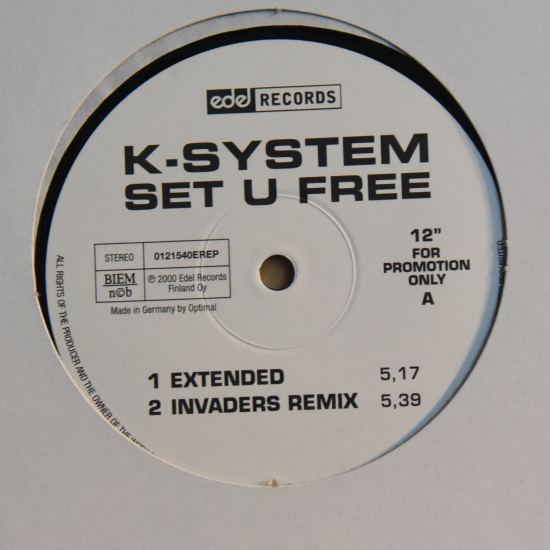 edel RECORDS
K-SYSTEM
SET U FREE
STEREO 0121540EREP
BIEM
n©b
℗ 2000 Edel Records
Finland Oy
Made in Germany by Optimal
12"
FOR
PROMOTION
ONLY
A
1 EXTENDED 5,17
2 INVADERS REMIX 5,39
ALL RIGHTS OF THE PRODUCER AND THE OWNER OF THE
PROHIBITED